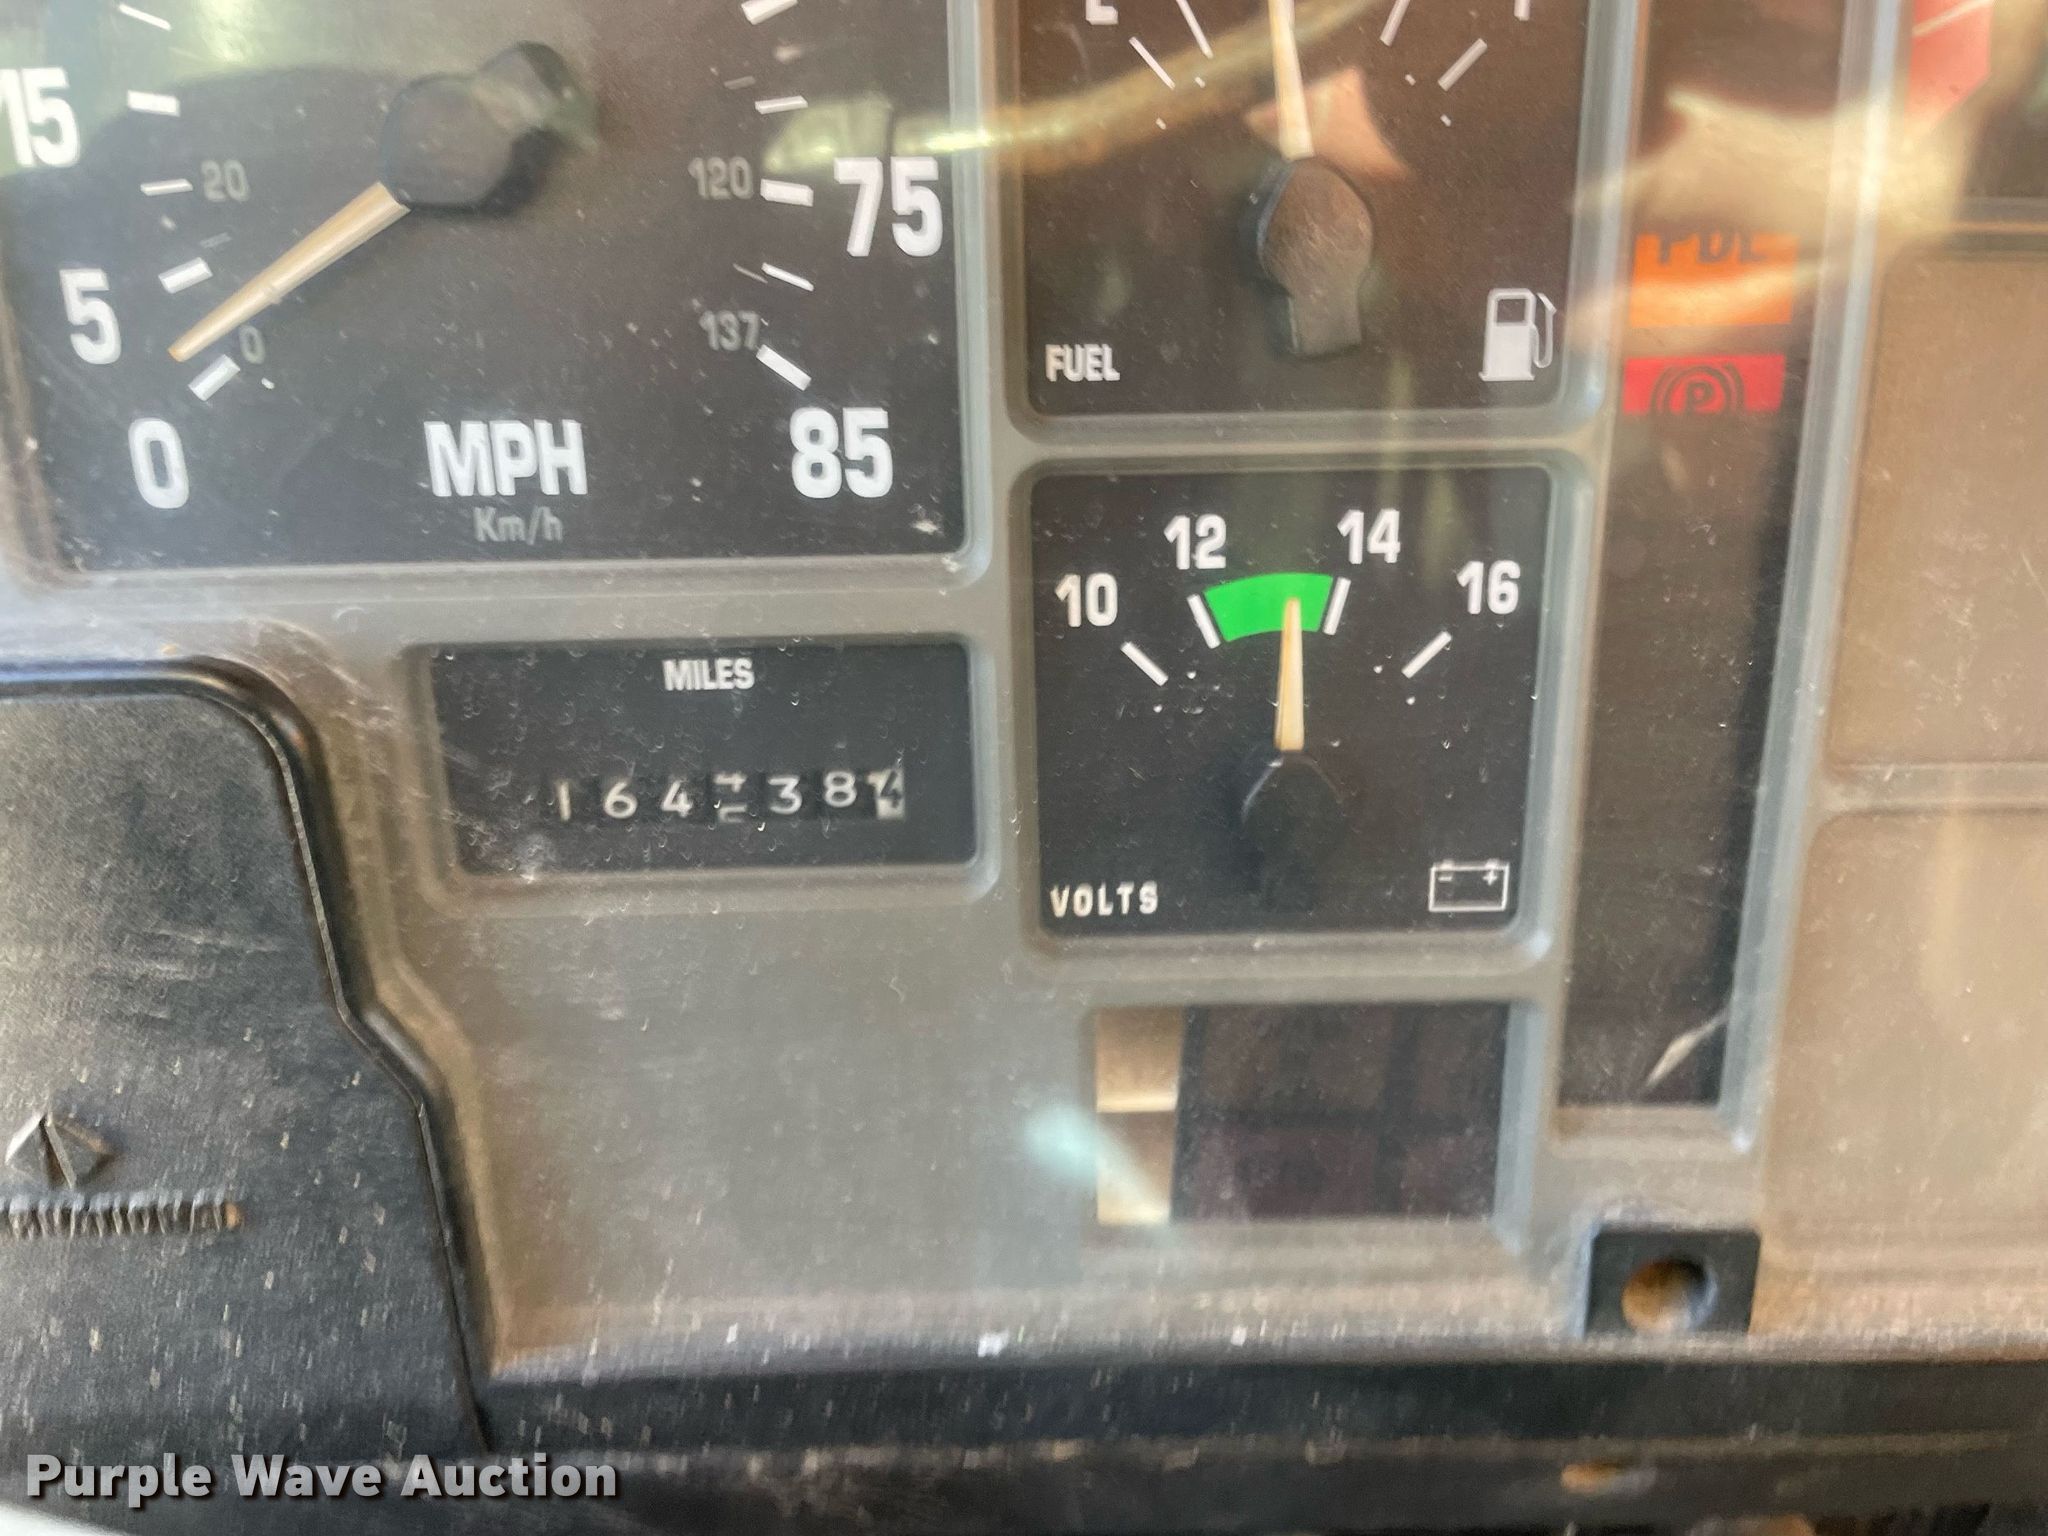 15
20
5
0
0
MPH
Km/h
120
75
137
85
FUEL
PDL
P
MILES
10
12
14
16
VOLTS
- +
Purple Wave Auction